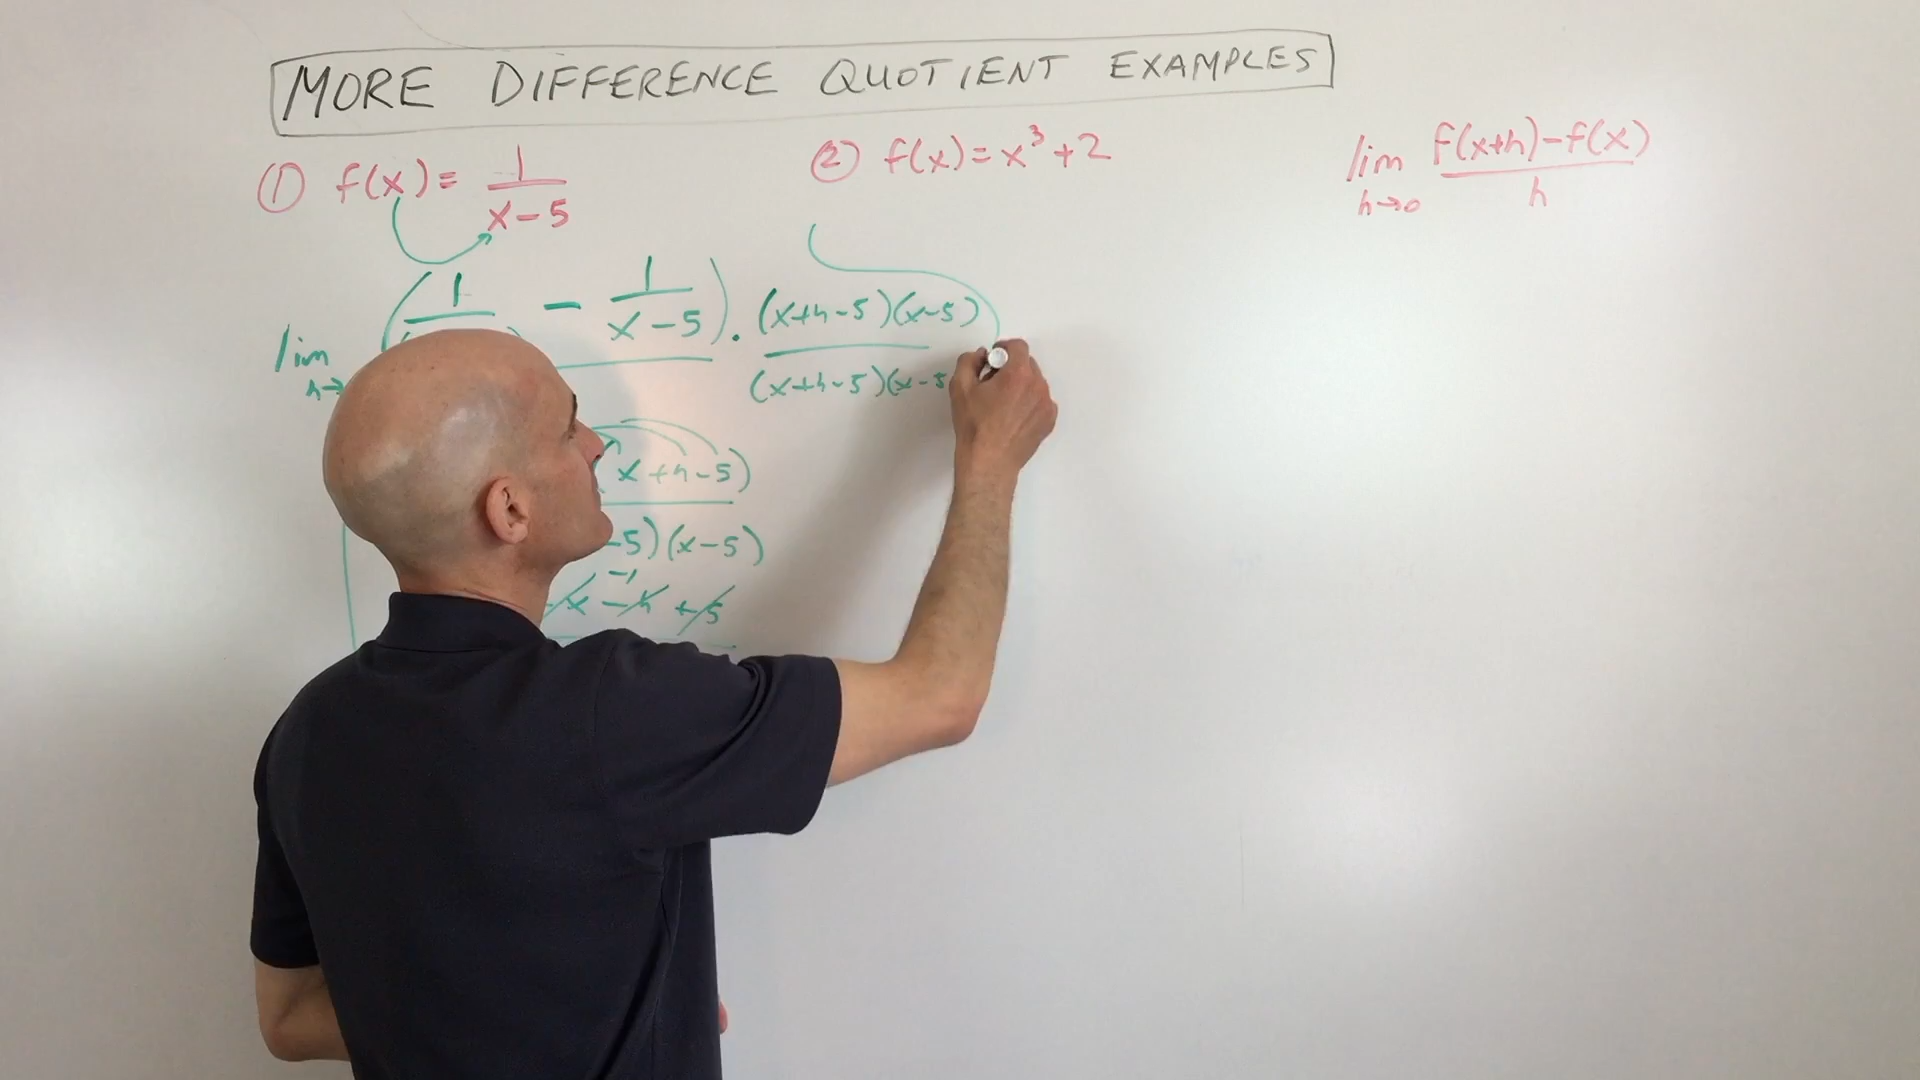 MORE DIFFERENCE QUOTIENT EXAMPLES
① f(x) = 1/(x-5)
② f(x) = x³ + 2
lim h→0 (f(x+h) - f(x))/h
lim h→
1
- 1/(x-5)) · (x+h-5)(x-5)
(x+h-5)(x-5
(x+h-5)
-5)(x-5)
-1
-x -h +5